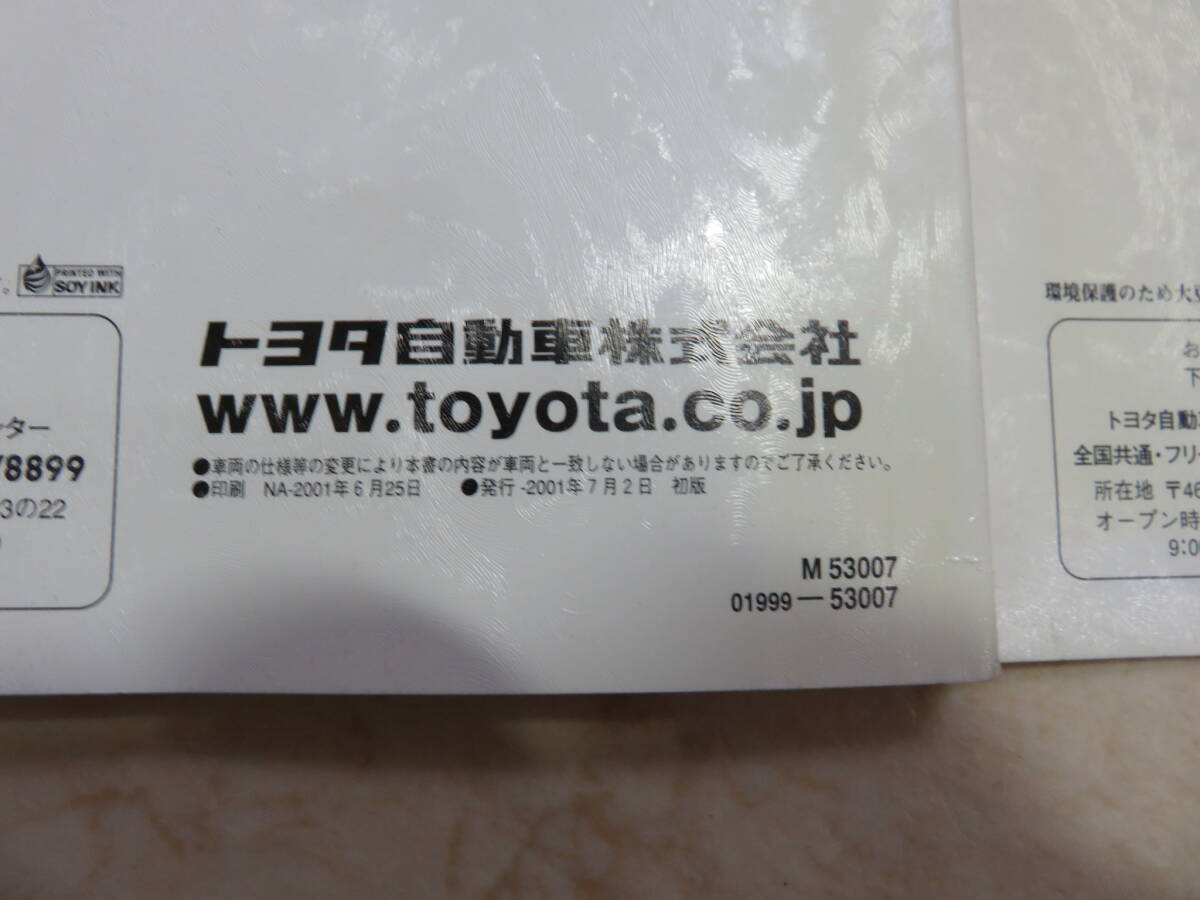 PRINTED WITH
SOY INK
トヨタ自動車株式会社
www.toyota.co.jp
●車両の仕様等の変更により本書の内容が車両と一致しない場合がありますのでご了承ください。
●印刷 NA-2001年6月25日 ●発行-2001年7月2日 初版
M 53007
01999－53007
ター
8899
3の22
環境保護のため大
お
下
トヨタ自動
全国共通・フリー
所在地 〒46
オープン時
9:0